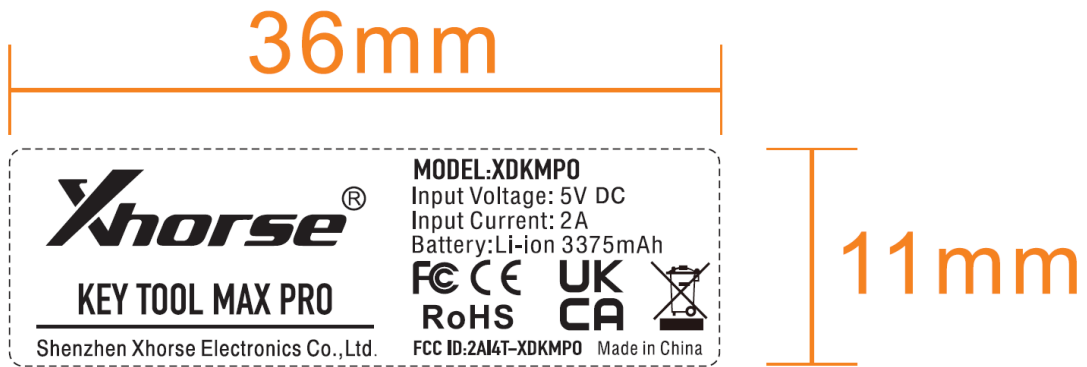 36mm
Xhorse®
KEY TOOL MAX PRO
Shenzhen Xhorse Electronics Co.,Ltd.
MODEL:XDKMP0
Input Voltage: 5V DC
Input Current: 2A
Battery:Li-ion 3375mAh
FC CE UK
RoHS CA
FCC ID:2AI4T-XDKMP0 Made in China
11mm